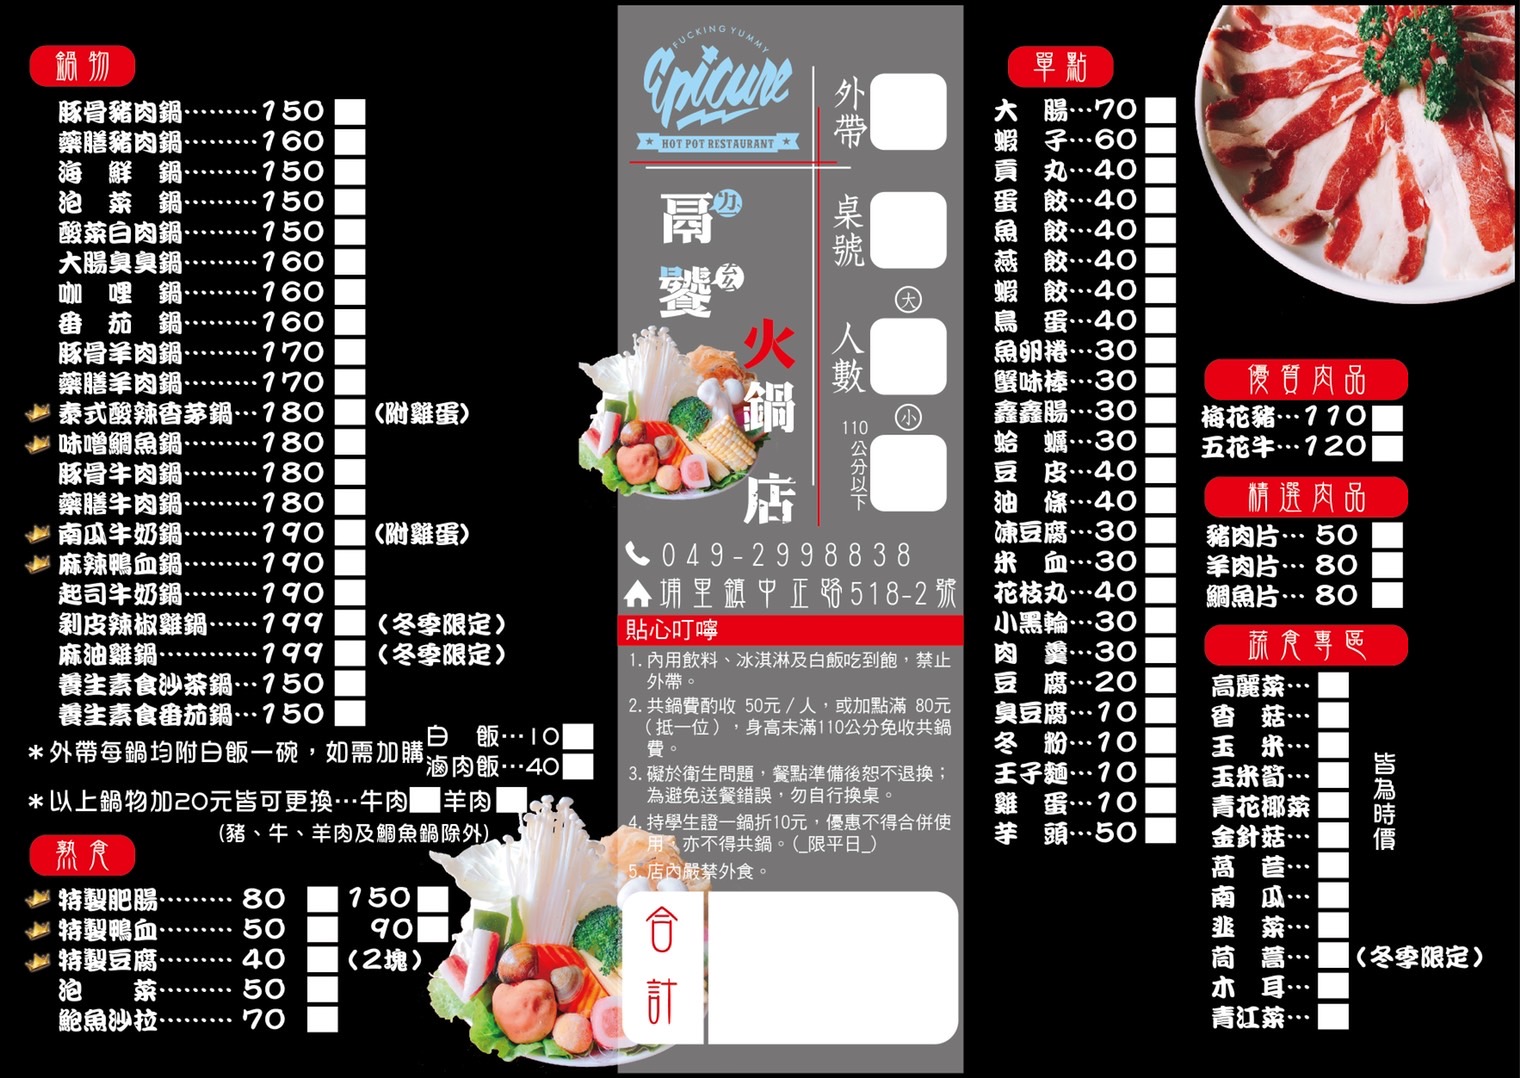 鍋物
豚骨豬肉鍋………150
藥膳豬肉鍋………160
海鮮鍋………150
泡菜鍋………150
酸菜白肉鍋………150
大腸臭臭鍋………160
咖哩鍋………160
番茄鍋………160
豚骨羊肉鍋………170
藥膳羊肉鍋………170
泰式酸辣香茅鍋…180(附雞蛋)
味噌鯛魚鍋………180
豚骨牛肉鍋………180
藥膳牛肉鍋………180
南瓜牛奶鍋………190(附雞蛋)
麻辣鴨血鍋………190
起司牛奶鍋………190
剝皮辣椒雞鍋……199(冬季限定)
麻油雞鍋…………199(冬季限定)
養生素食沙茶鍋…150
養生素食番茄鍋…150
*外帶每鍋均附白飯一碗，如需加購
白飯…10
滷肉飯…40
*以上鍋物加20元皆可更換…牛肉 羊肉
(豬、牛、羊肉及鯛魚鍋除外)
熟食
特製肥腸………80 150
特製鴨血………50 90
特製豆腐………40(2塊)
泡菜………50
鮑魚沙拉………70
FUCKING YUMMY
Epicure
HOT POT RESTAURANT
鬲ㄌㄧˋ
饕ㄊㄠ
火鍋店
外帶
桌號
人數
大
小
110公分以下
049-2998838
埔里鎮中正路518-2號
貼心叮嚀
1. 內用飲料、冰淇淋及白飯吃到飽，禁止
外帶。
2. 共鍋費酌收 50元/人，或加點滿 80元
（抵一位），身高未滿110公分免收共鍋
費。
3. 礙於衛生問題，餐點準備後恕不退換；
為避免送餐錯誤，勿自行換桌。
4. 持學生證一鍋折10元，優惠不得合併使
用，亦不得共鍋。(_限平日_)
5. 店內嚴禁外食。
合計
單點
大腸…70
蝦子…60
貢丸…40
蛋餃…40
魚餃…40
燕餃…40
蝦餃…40
鳥蛋…40
魚卵捲…30
蟹味棒…30
鑫鑫腸…30
蛤蠣…30
豆皮…40
油條…40
凍豆腐…30
米血…30
花枝丸…40
小黑輪…30
肉羹…30
豆腐…20
臭豆腐…10
冬粉…10
王子麵…10
雞蛋…10
芋頭…50
優質肉品
梅花豬…110
五花牛…120
精選肉品
豬肉片…50
羊肉片…80
鯛魚片…80
蔬食專區
高麗菜…
香菇…
玉米…
玉米筍…
青花椰菜
金針菇…
萵苣…
南瓜…
韭菜…
茼蒿…(冬季限定)
木耳…
青江菜…
皆為時價